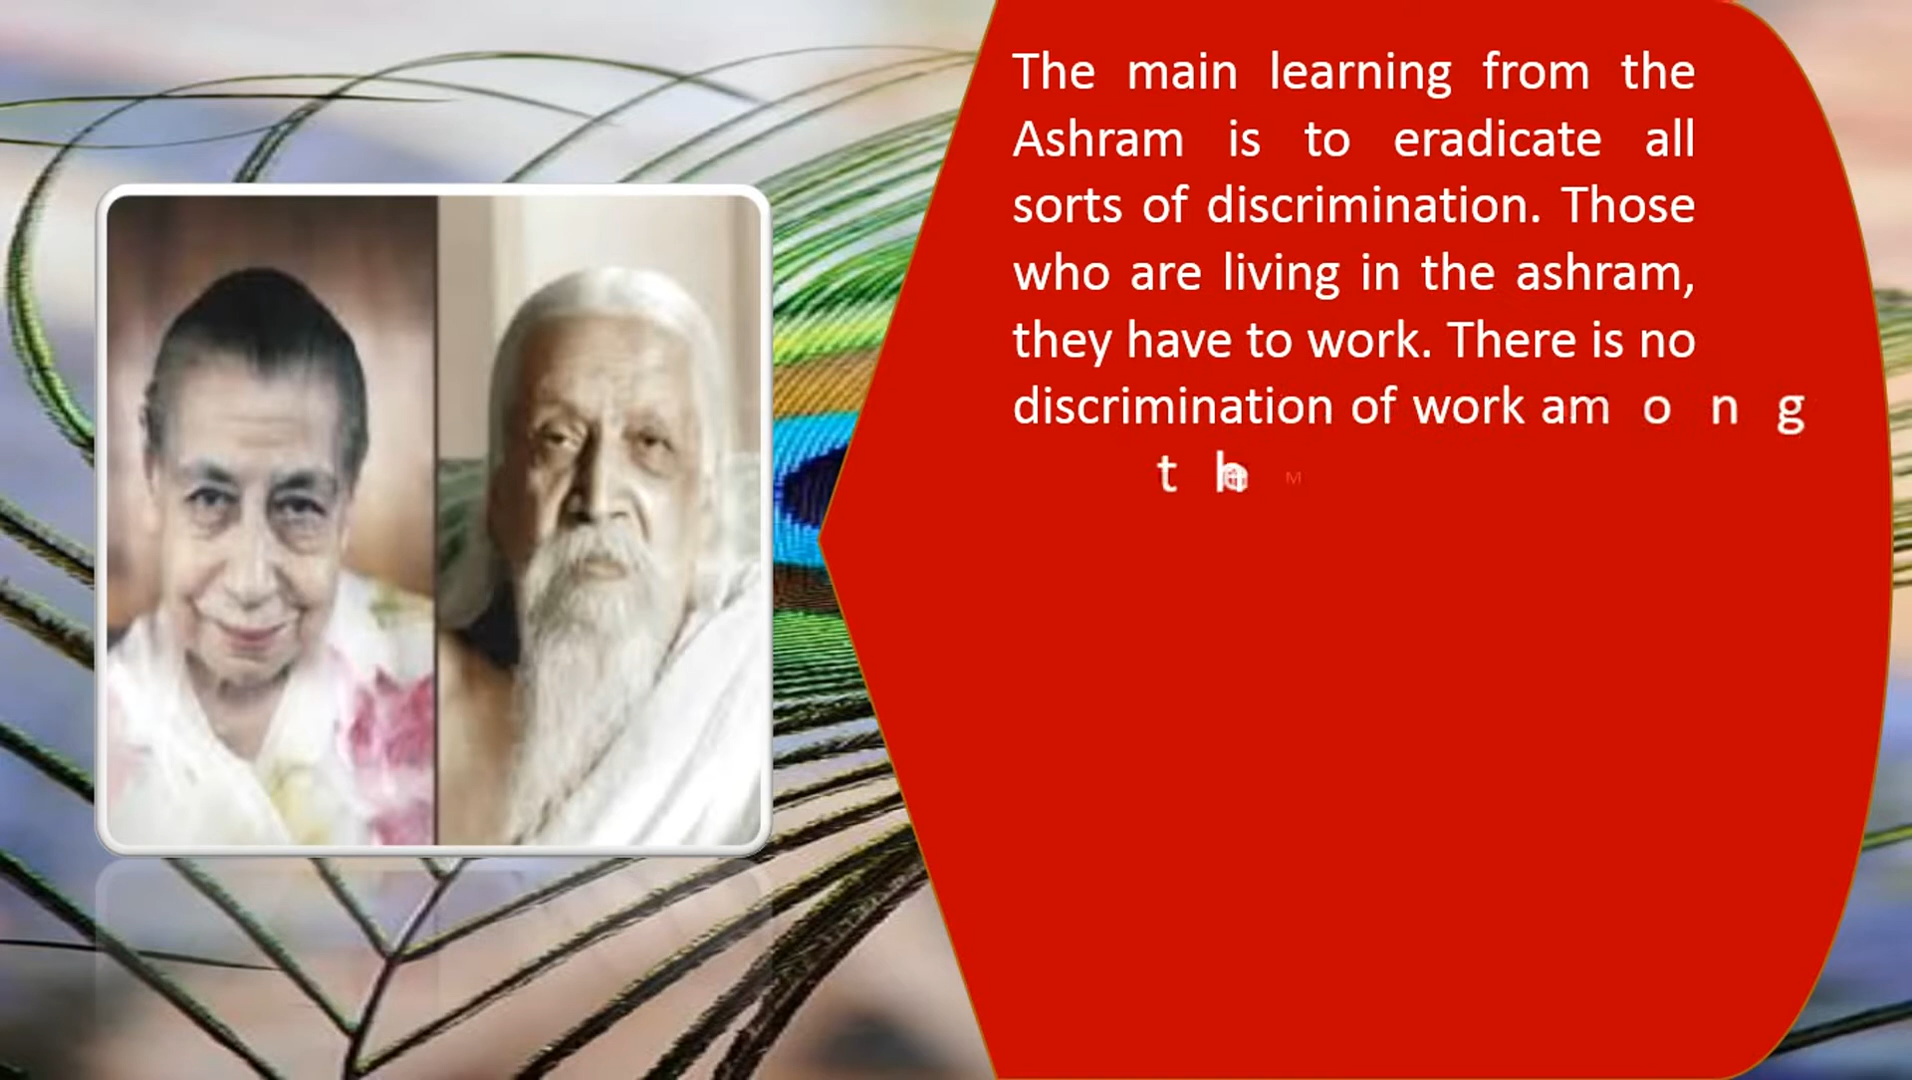 The main learning from the
Ashram is to eradicate all
sorts of discrimination. Those
who are living in the ashram,
they have to work. There is no
discrimination of work among